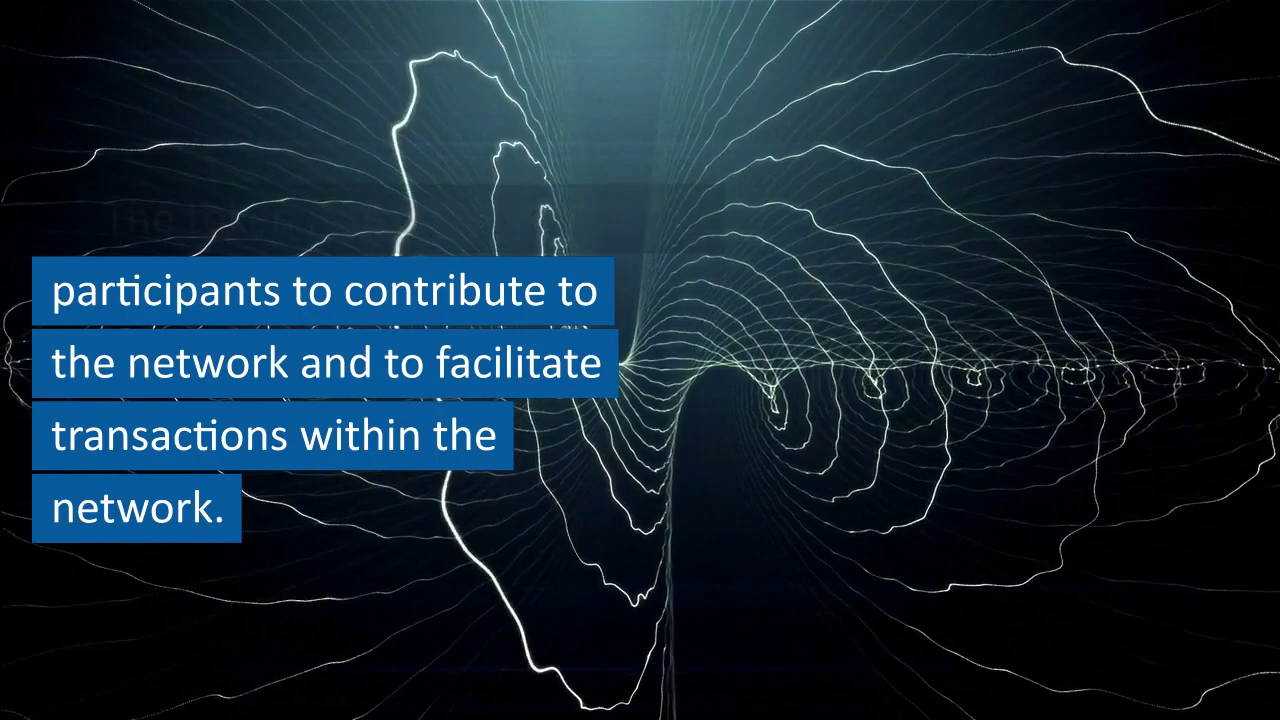 participants to contribute to
the network and to facilitate
transactions within the
network.